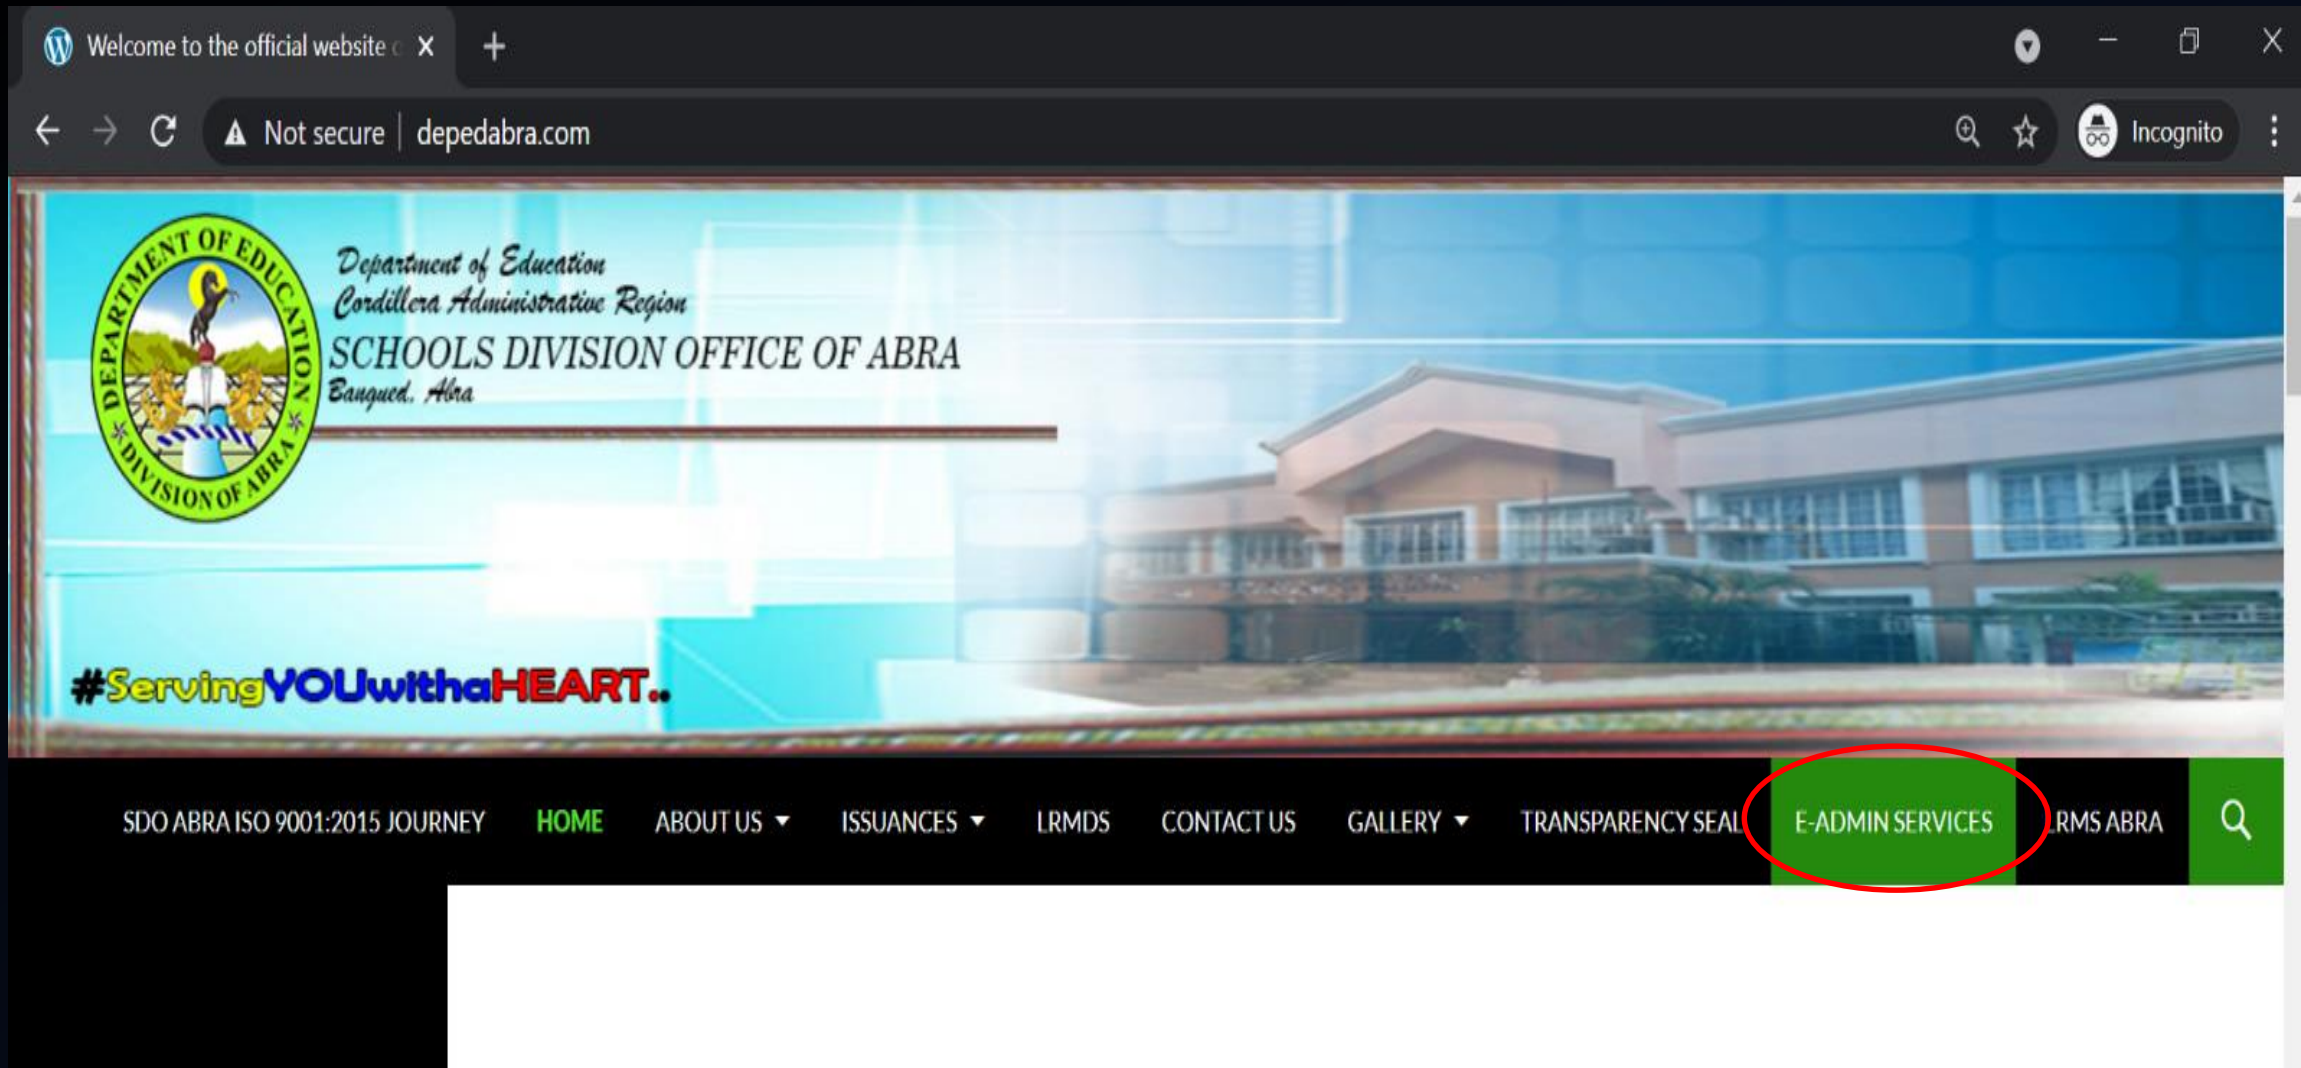 Welcome to the official website
Not secure | depedabra.com
Incognito
DEPARTMENT OF EDUCATION
DIVISION OF ABRA
Department of Education
Cordillera Administrative Region
SCHOOLS DIVISION OFFICE OF ABRA
Bangued, Abra
#ServingYOUwithaHEART..
SDO ABRA ISO 9001:2015 JOURNEY
HOME
ABOUT US
ISSUANCES
LRMDS
CONTACT US
GALLERY
TRANSPARENCY SEAL
E-ADMIN SERVICES
RMS ABRA